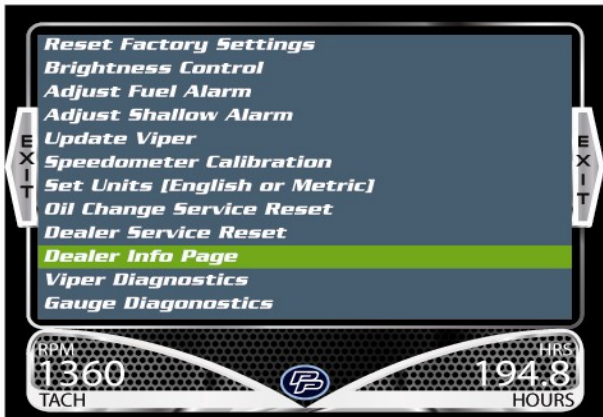 Reset Factory Settings
Brightness Control
Adjust Fuel Alarm
Adjust Shallow Alarm
Update Viper
Speedometer Calibration
Set Units [English or Metric]
Oil Change Service Reset
Dealer Service Reset
Dealer Info Page
Viper Diagnostics
Gauge Diagonostics
EXIT
EXIT
RPM
1360
TACH
HRS
194.8
HOURS